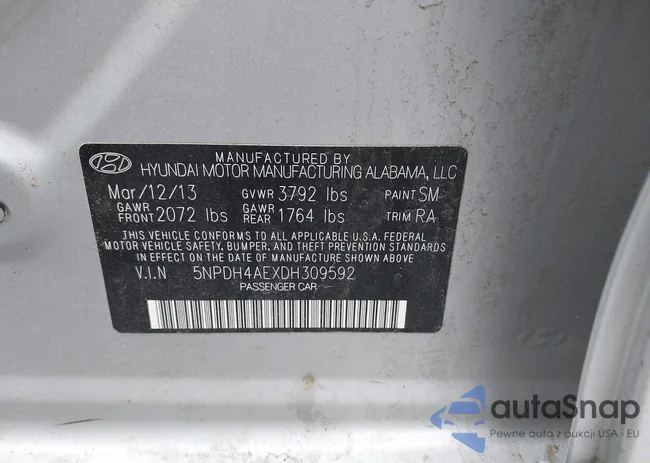 MANUFACTURED BY
HYUNDAI MOTOR MANUFACTURING ALABAMA, LLC
Mar/12/13 GVWR 3792 lbs PAINT SM
GAWR FRONT 2072 lbs GAWR REAR 1764 lbs TRIM RA
THIS VEHICLE CONFORMS TO ALL APPLICABLE U.S.A. FEDERAL
MOTOR VEHICLE SAFETY, BUMPER, AND THEFT PREVENTION STANDARDS
IN EFFECT ON THE DATE OF MANUFACTURE SHOWN ABOVE.
V.I.N 5NPDH4AEXDH309592
PASSENGER CAR
autaSnap
Pewne auta z aukcji USA - EU